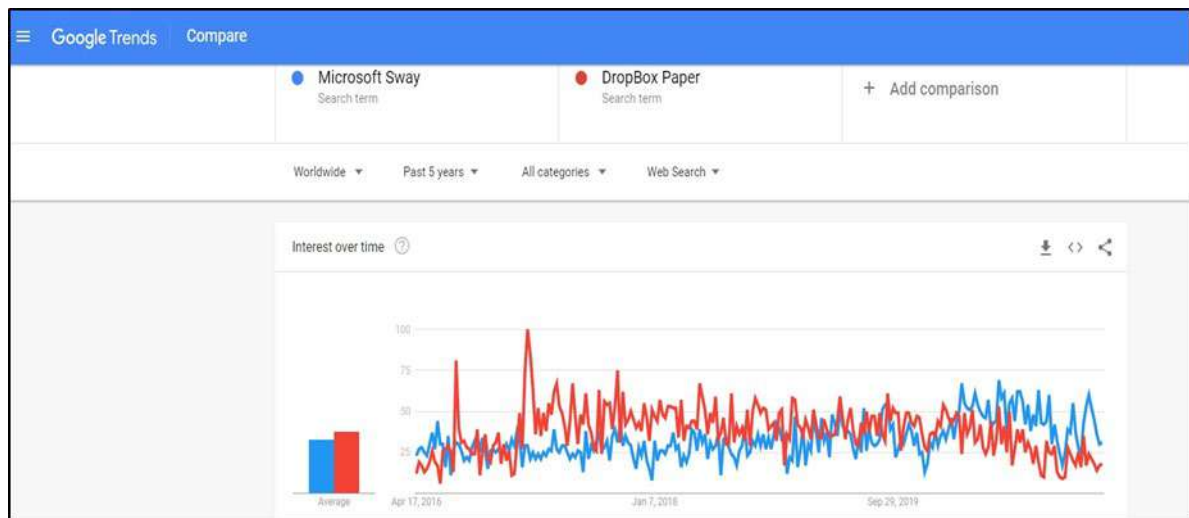 Google Trends Compare
Microsoft Sway
Search term
DropBox Paper
Search term
+ Add comparison
Worldwide Past 5 years All categories Web Search
Interest over time ?
100
75
50
25
Average
Apr 17, 2016 Jan 7, 2018 Sep 29, 2019